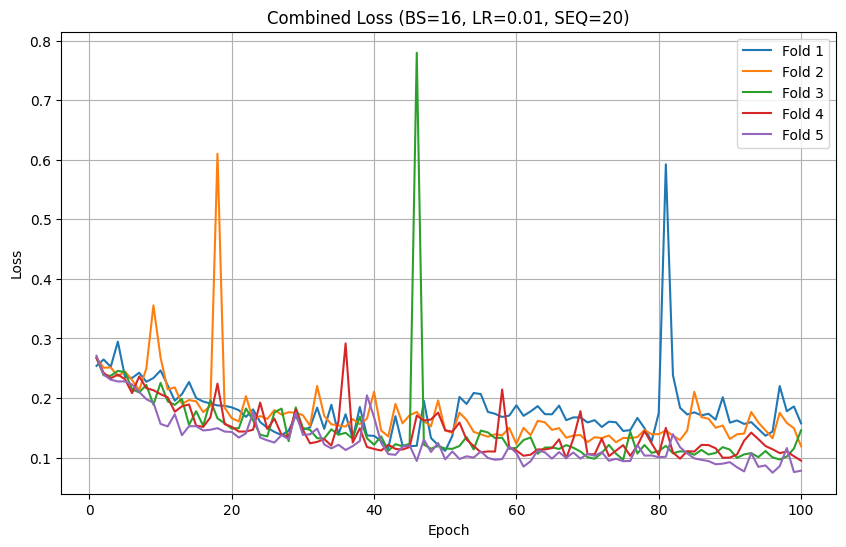 Combined Loss (BS=16, LR=0.01, SEQ=20)
Loss
0.8
0.7
0.6
0.5
0.4
0.3
0.2
0.1
0
20
40
60
80
100
Epoch
Fold 1
Fold 2
Fold 3
Fold 4
Fold 5